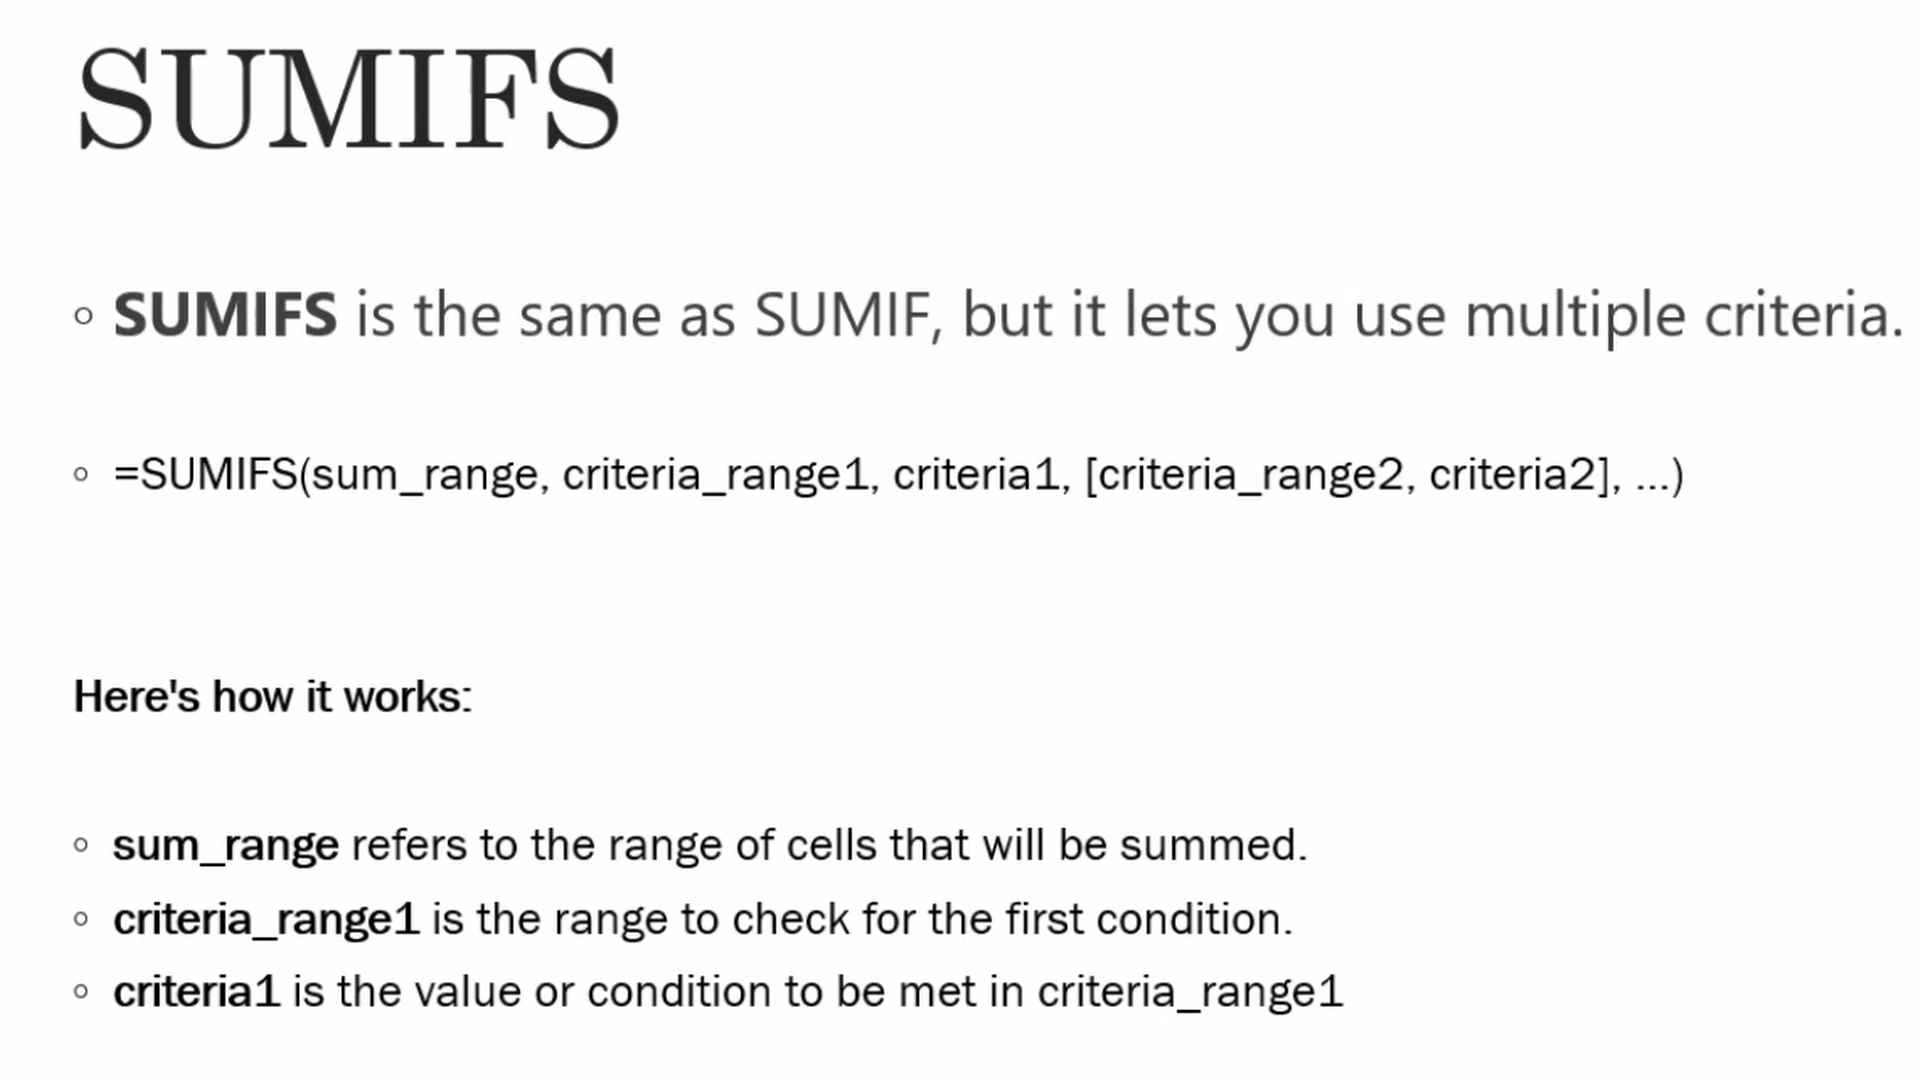 SUMIFS
SUMIFS is the same as SUMIF, but it lets you use multiple criteria.
=SUMIFS(sum_range, criteria_range1, criteria1, [criteria_range2, criteria2], ...)
Here's how it works:
sum_range refers to the range of cells that will be summed.
criteria_range1 is the range to check for the first condition.
criteria1 is the value or condition to be met in criteria_range1